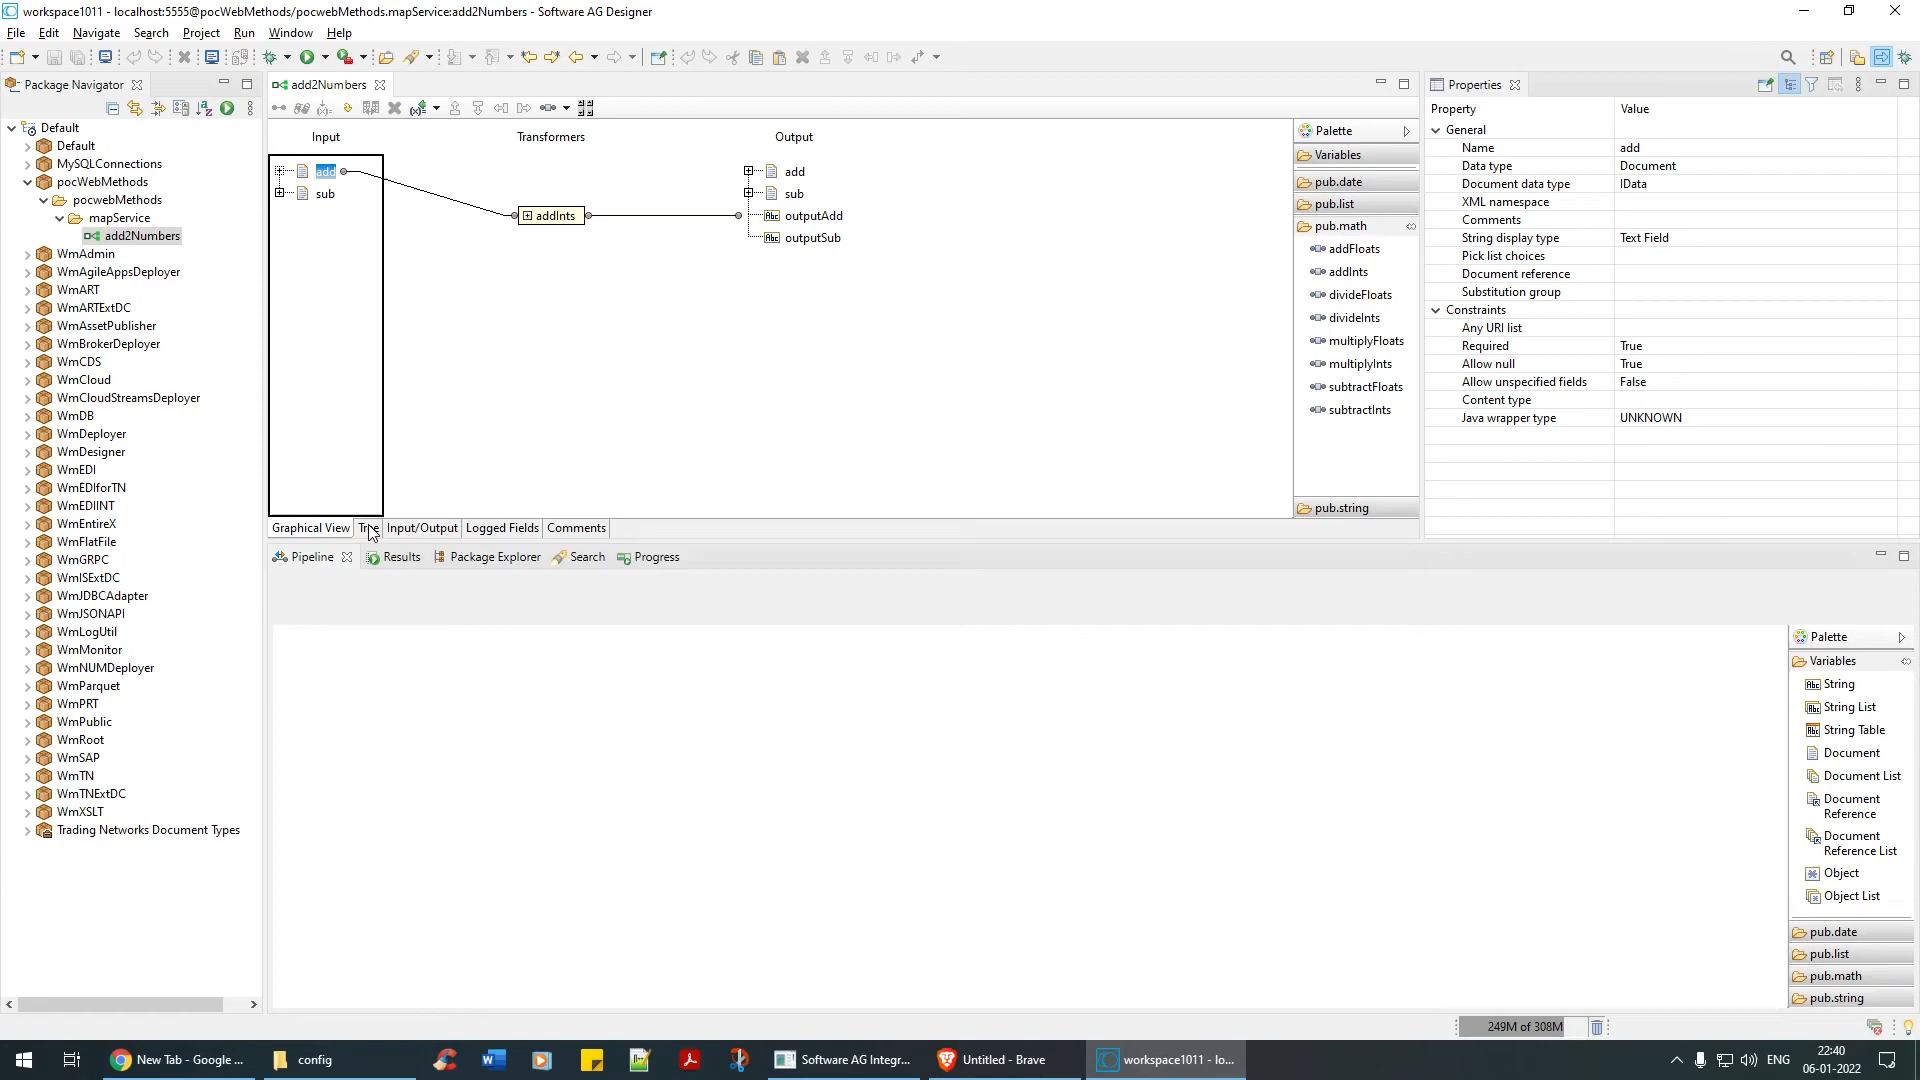 workspace1011 - localhost:5555@pocWebMethods/pocwebMethods.mapService:add2Numbers - Software AG Designer
File Edit Navigate Search Project Run Window Help
Package Navigator
Default
Default
MySQLConnections
pocWebMethods
pocwebMethods
mapService
add2Numbers
WmAdmin
WmAgileAppsDeployer
WmART
WmARTExtDC
WmAssetPublisher
WmBrokerDeployer
WmCDS
WmCloud
WmCloudStreamsDeployer
WmDB
WmDeployer
WmDesigner
WmEDI
WmEDIforTN
WmEDIINT
WmEntireX
WmFlatFile
WmGRPC
WmISExtDC
WmJDBCAdapter
WmJSONAPI
WmLogUtil
WmMonitor
WmNUMDeployer
WmParquet
WmPRT
WmPublic
WmRoot
WmSAP
WmTN
WmTNExtDC
WmXSLT
Trading Networks Document Types
add2Numbers
Input Transformers Output
add
sub
addInts
add
sub
outputAdd
outputSub
Palette
Variables
pub.date
pub.list
pub.math
addFloats
addInts
divideFloats
divideInts
multiplyFloats
multiplyInts
subtractFloats
subtractInts
pub.string
Graphical View Tree Input/Output Logged Fields Comments
Properties
Property Value
General
Name add
Data type Document
Document data type IData
XML namespace
Comments
String display type Text Field
Pick list choices
Document reference
Substitution group
Constraints
Any URI list
Required True
Allow null True
Allow unspecified fields False
Content type
Java wrapper type UNKNOWN
Pipeline Results Package Explorer Search Progress
Palette
Variables
String
String List
String Table
Document
Document List
Document
Reference
Document
Reference List
Object
Object List
pub.date
pub.list
pub.math
pub.string
249M of 308M
New Tab - Google ... config Software AG Integr... Untitled - Brave workspace1011 - lo... ENG 22:40
06-01-2022